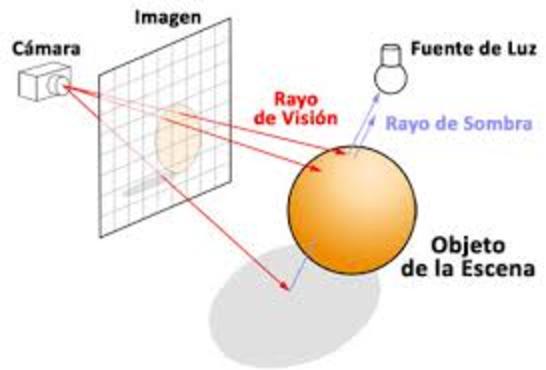 Imagen
Cámara
Fuente de Luz
Rayo
de Visión
Rayo de Sombra
Objeto
de la Escena